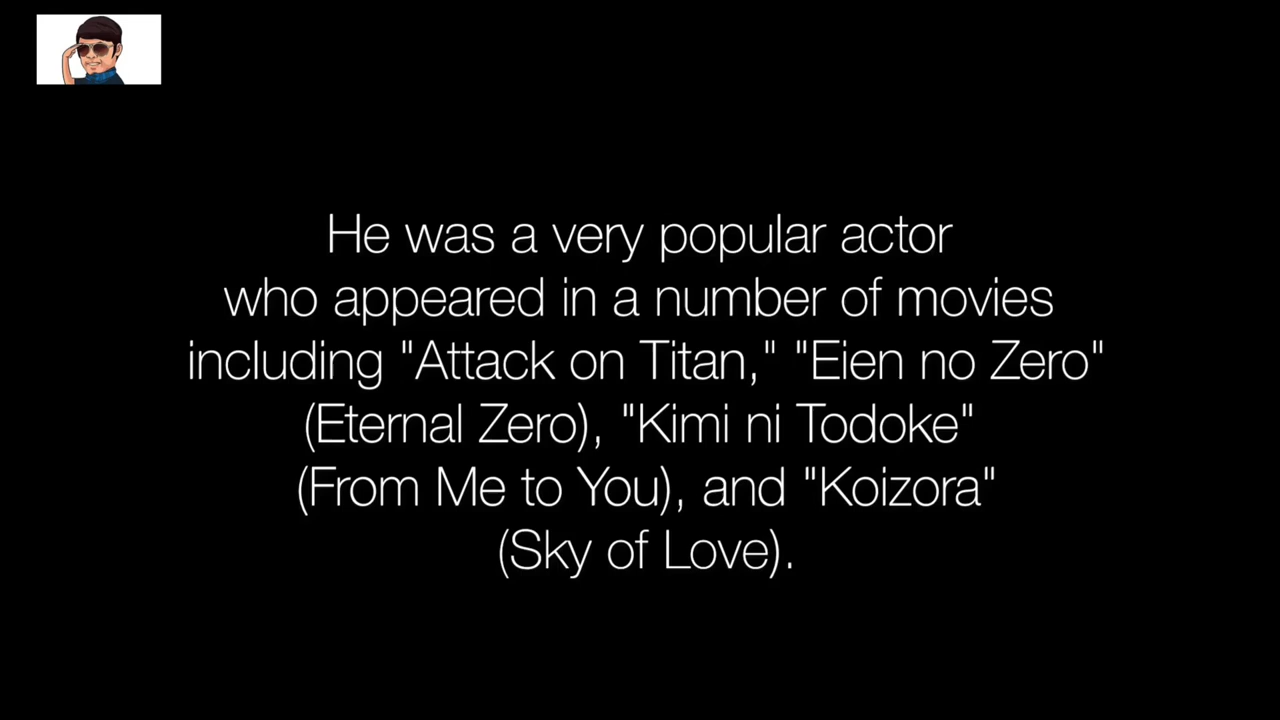 He was a very popular actor
who appeared in a number of movies
including "Attack on Titan," "Eien no Zero"
(Eternal Zero), "Kimi ni Todoke"
(From Me to You), and "Koizora"
(Sky of Love).